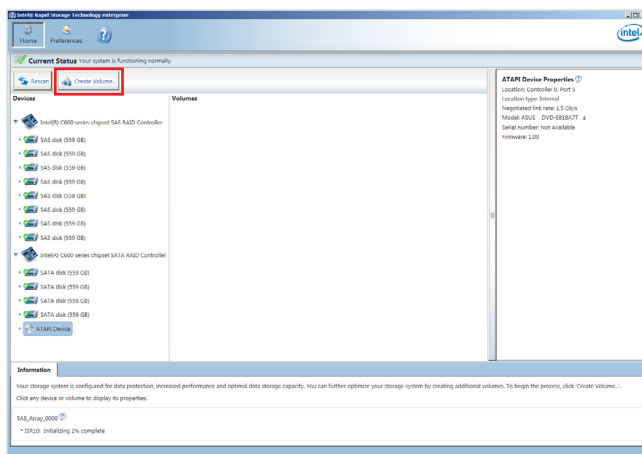 Intel® Rapid Storage Technology enterprise
Home
Preferences
intel
Current Status Your system is functioning normally.
Rescan
Create Volume...
Devices
Volumes
Intel(R) C600 series chipset SAS RAID Controller
SAS disk (559 GB)
SAS disk (559 GB)
SAS disk (559 GB)
SAS disk (559 GB)
SAS disk (559 GB)
SAS disk (559 GB)
SAS disk (559 GB)
SAS disk (559 GB)
Intel(R) C600 series chipset SATA RAID Controller
SATA disk (559 GB)
SATA disk (559 GB)
SATA disk (559 GB)
SATA disk (559 GB)
ATAPI Device
ATAPI Device Properties
Location: Controller 0, Port 5
Location type: Internal
Negotiated link rate: 1.5 Gb/s
Model: ASUS DVD-E818A7T a
Serial number: Not Available
Firmware: 1.00
Information
Your storage system is configured for data protection, increased performance and optimal data storage capacity. You can further optimize your storage system by creating additional volumes. To begin the process, click 'Create Volume...'.
Click any device or volume to display its properties.
SAS_Array_0000
• ISR10: Initializing 2% complete